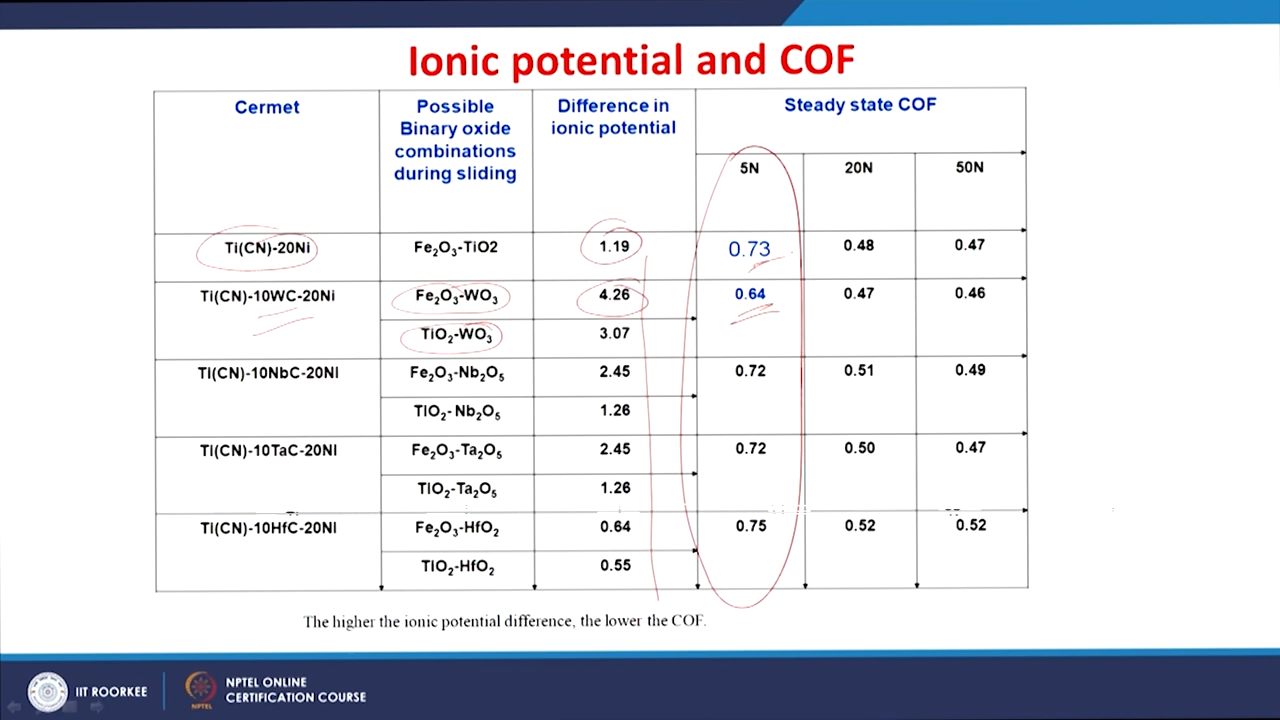 Ionic potential and COF
Cermet
Possible
Binary oxide
combinations
during sliding
Difference in
ionic potential
Steady state COF
5N
20N
50N
Ti(CN)-20Ni
Fe₂O₃-TiO2
1.19
0.73
0.48
0.47
Ti(CN)-10WC-20Ni
Fe₂O₃-WO₃
4.26
0.64
0.47
0.46
TiO₂-WO₃
3.07
Ti(CN)-10NbC-20Ni
Fe₂O₃-Nb₂O₅
2.45
0.72
0.51
0.49
TiO₂- Nb₂O₅
1.26
Ti(CN)-10TaC-20Ni
Fe₂O₃-Ta₂O₅
2.45
0.72
0.50
0.47
TiO₂-Ta₂O₅
1.26
Ti(CN)-10HfC-20Ni
Fe₂O₃-HfO₂
0.64
0.75
0.52
0.52
TiO₂-HfO₂
0.55
The higher the ionic potential difference, the lower the COF.
IIT ROORKEE
NPTEL
NPTEL ONLINE
CERTIFICATION COURSE